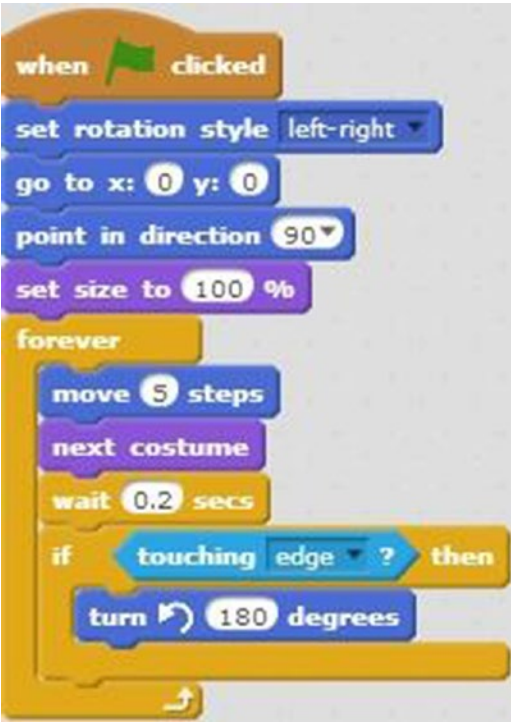 when clicked
set rotation style left-right
go to x: 0 y: 0
point in direction 90
set size to 100 %
forever
move 5 steps
next costume
wait 0.2 secs
if touching edge ? then
turn 180 degrees